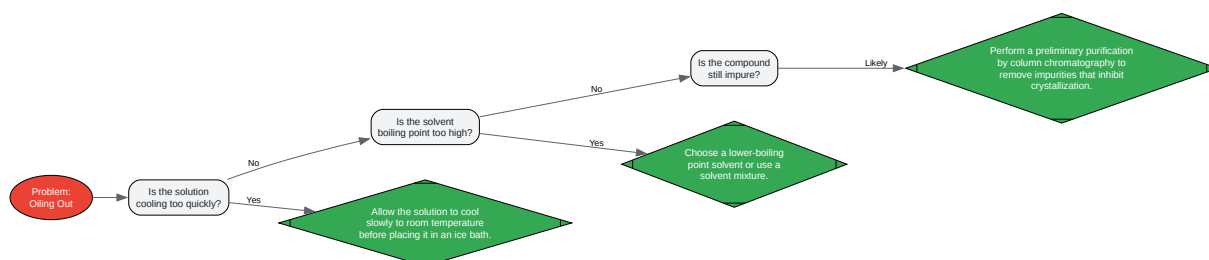 Problem:
Oiling Out
Is the solution
cooling too quickly?
No
Yes
Allow the solution to cool
slowly to room temperature
before placing it in an ice bath.
Is the solvent
boiling point too high?
No
Yes
Choose a lower-boiling
point solvent or use a
solvent mixture.
Is the compound
still impure?
Likely
Perform a preliminary purification
by column chromatography to
remove impurities that inhibit
crystallization.